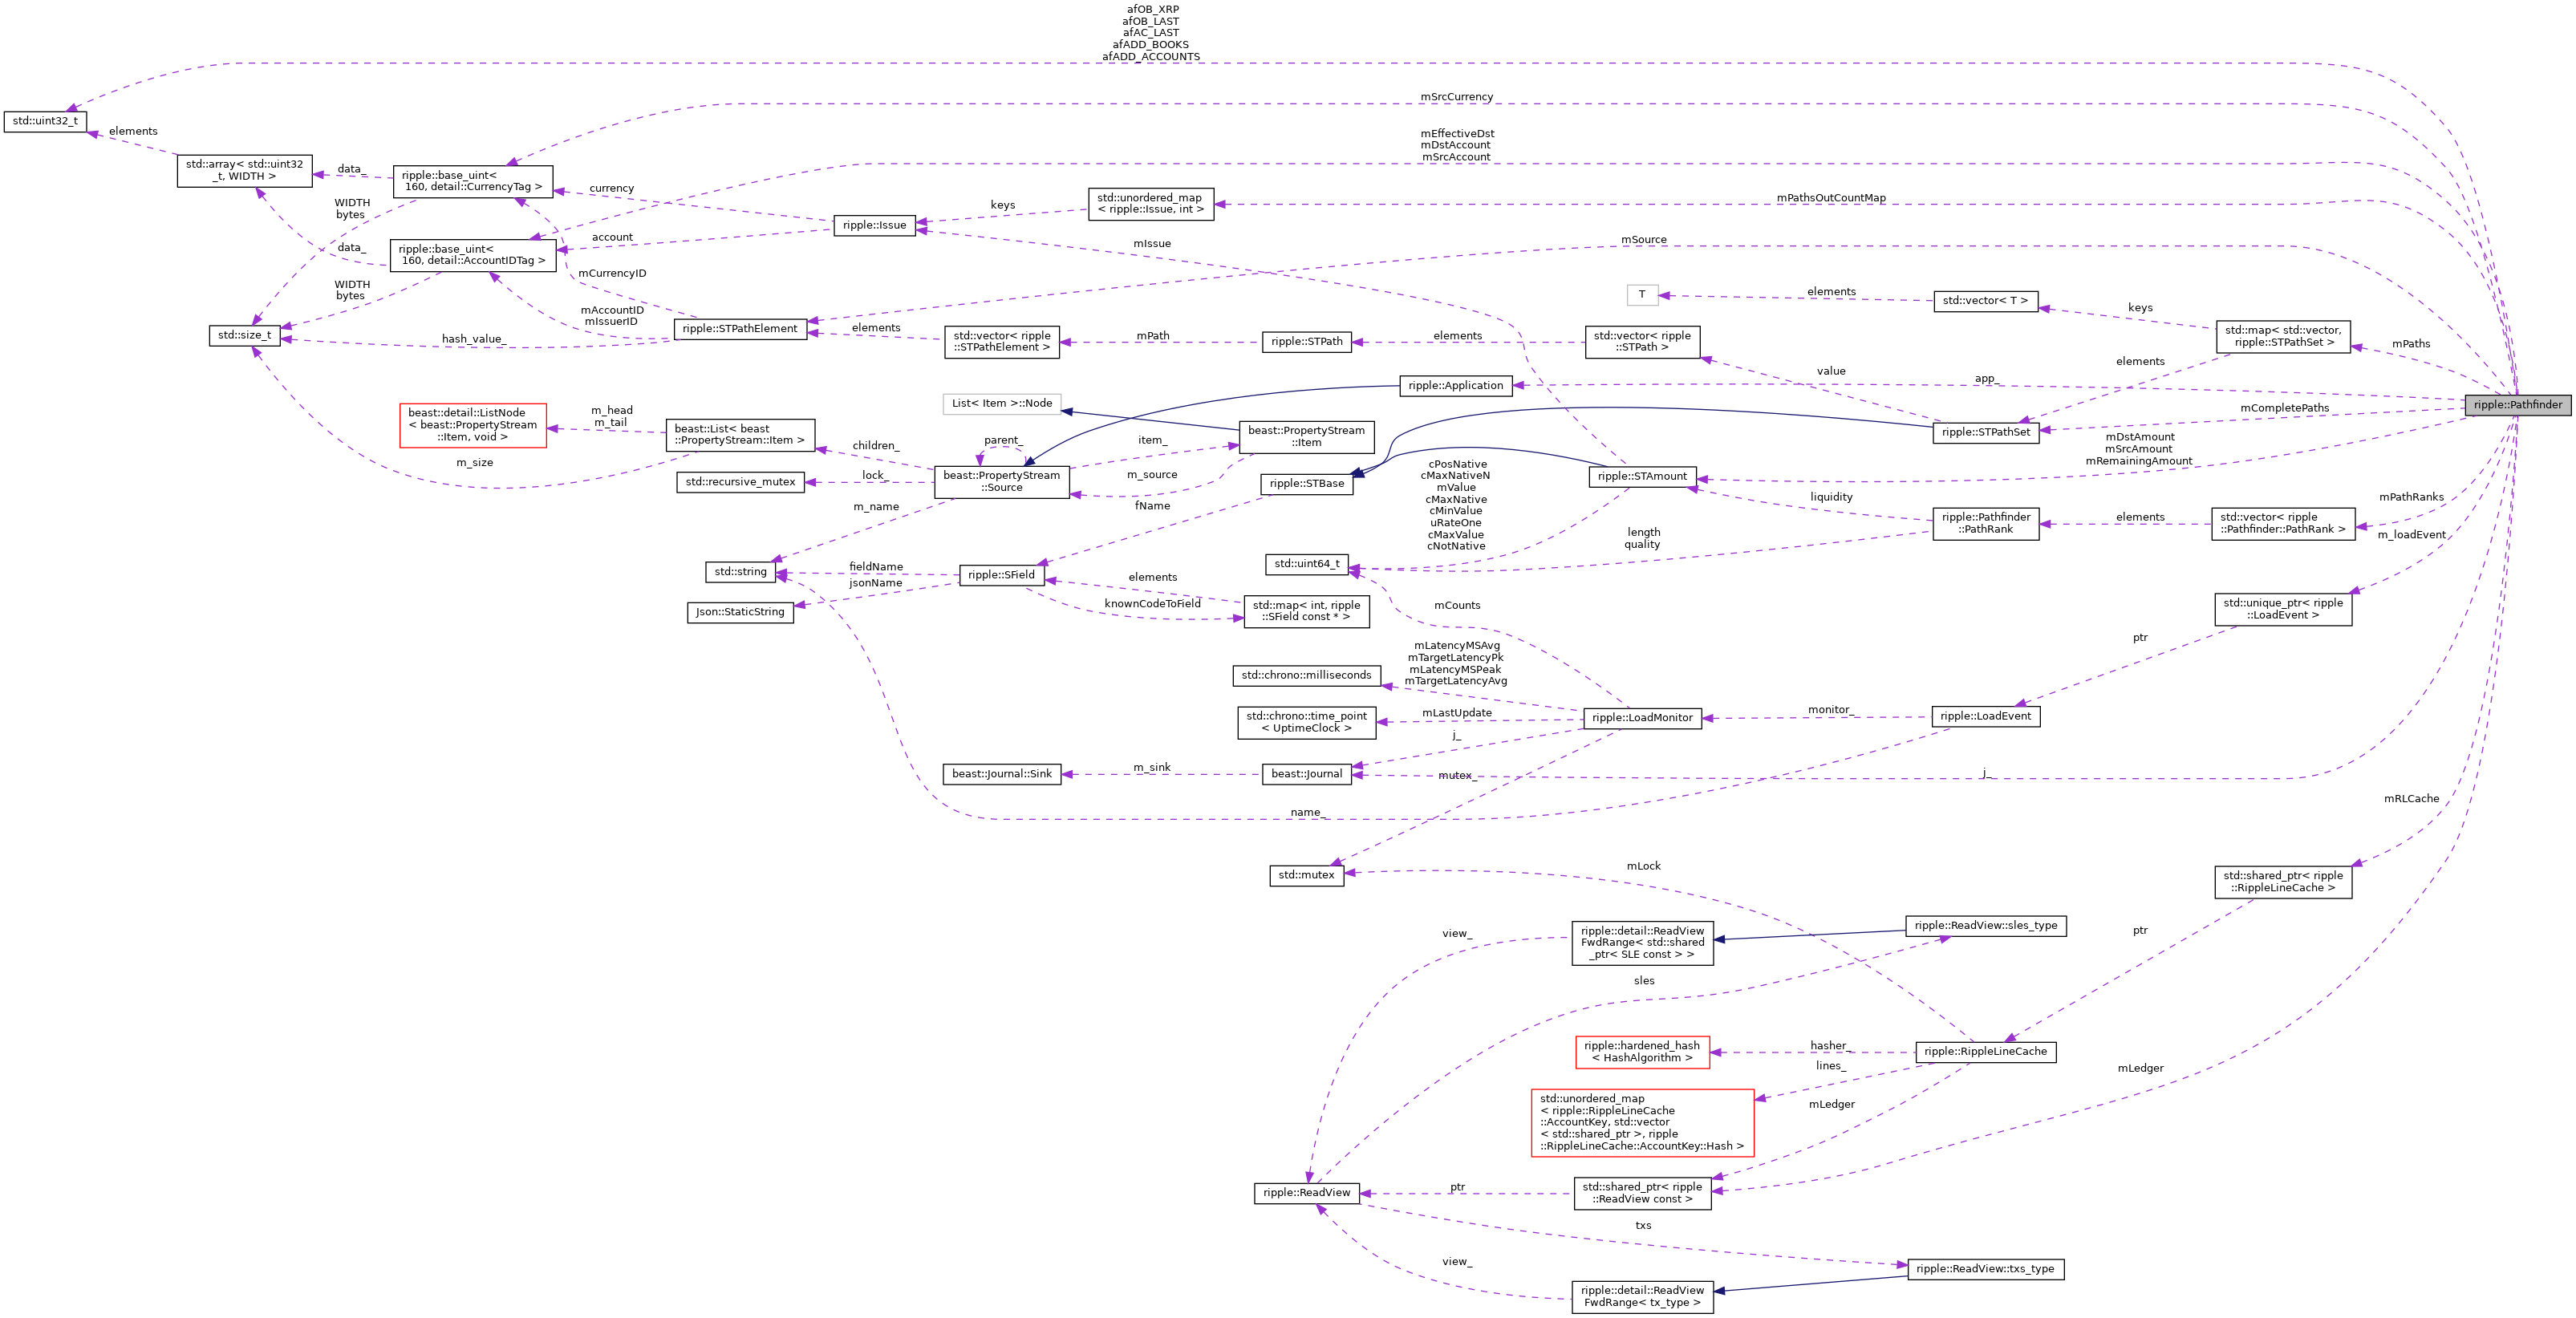 afOB_XRP
afOB_LAST
afAC_LAST
afADD_BOOKS
afADD_ACCOUNTS
mSrcCurrency
std::uint32_t
elements
std::array< std::uint32
_t, WIDTH >
data_
ripple::base_uint<
160, detail::CurrencyTag >
currency
mEffectiveDst
mDstAccount
mSrcAccount
WIDTH
bytes
keys
std::unordered_map
< ripple::Issue, int >
mPathsOutCountMap
ripple::Issue
account
data_
ripple::base_uint<
160, detail::AccountIDTag >
mIssue
mSource
mCurrencyID
WIDTH
bytes
T
elements
std::vector< T >
keys
mAccountID
mIssuerID
std::size_t
hash_value_
ripple::STPathElement
elements
std::vector< ripple
::STPathElement >
mPath
ripple::STPath
elements
std::vector< ripple
::STPath >
std::map< std::vector,
ripple::STPathSet >
mPaths
elements
value
ripple::Application
app_
ripple::Pathfinder
List< Item >::Node
mCompletePaths
beast::detail::ListNode
< beast::PropertyStream
::Item, void >
m_head
m_tail
beast::List< beast
::PropertyStream::Item >
children_
parent_
item_
beast::PropertyStream
::Item
ripple::STPathSet
mDstAmount
mSrcAmount
mRemainingAmount
m_size
std::recursive_mutex
lock_
beast::PropertyStream
::Source
m_source
ripple::STBase
cPosNative
cMaxNativeN
mValue
cMaxNative
cMinValue
uRateOne
cMaxValue
cNotNative
ripple::STAmount
liquidity
mPathRanks
m_name
fName
length
quality
ripple::Pathfinder
::PathRank
elements
std::vector< ripple
::Pathfinder::PathRank >
m_loadEvent
std::string
fieldName
jsonName
ripple::SField
elements
std::uint64_t
Json::StaticString
knownCodeToField
std::map< int, ripple
::SField const * >
mCounts
std::unique_ptr< ripple
::LoadEvent >
ptr
std::chrono::milliseconds
mLatencyMSAvg
mTargetLatencyPk
mLatencyMSPeak
mTargetLatencyAvg
std::chrono::time_point
< UptimeClock >
mLastUpdate
ripple::LoadMonitor
monitor_
ripple::LoadEvent
j_
beast::Journal::Sink
m_sink
beast::Journal
mutex_
j_
name_
mRLCache
std::mutex
mLock
std::shared_ptr< ripple
::RippleLineCache >
ptr
view_
ripple::detail::ReadView
FwdRange< std::shared
_ptr< SLE const > >
ripple::ReadView::sles_type
sles
ripple::hardened_hash
< HashAlgorithm >
hasher_
ripple::RippleLineCache
lines_
mLedger
std::unordered_map
< ripple::RippleLineCache
::AccountKey, std::vector
< std::shared_ptr >, ripple
::RippleLineCache::AccountKey::Hash >
mLedger
ripple::ReadView
ptr
std::shared_ptr< ripple
::ReadView const >
txs
view_
ripple::ReadView::txs_type
ripple::detail::ReadView
FwdRange< tx_type >